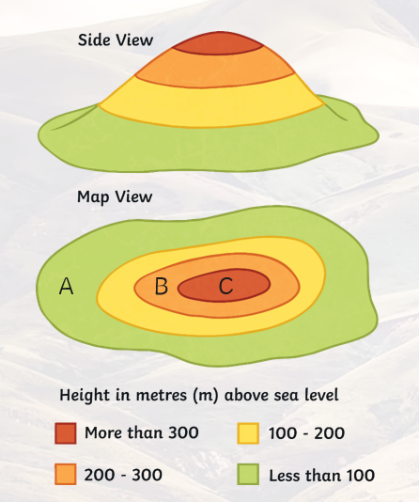 Side View
Map View
A B C
Height in metres (m) above sea level
More than 300 100 - 200
200 - 300 Less than 100